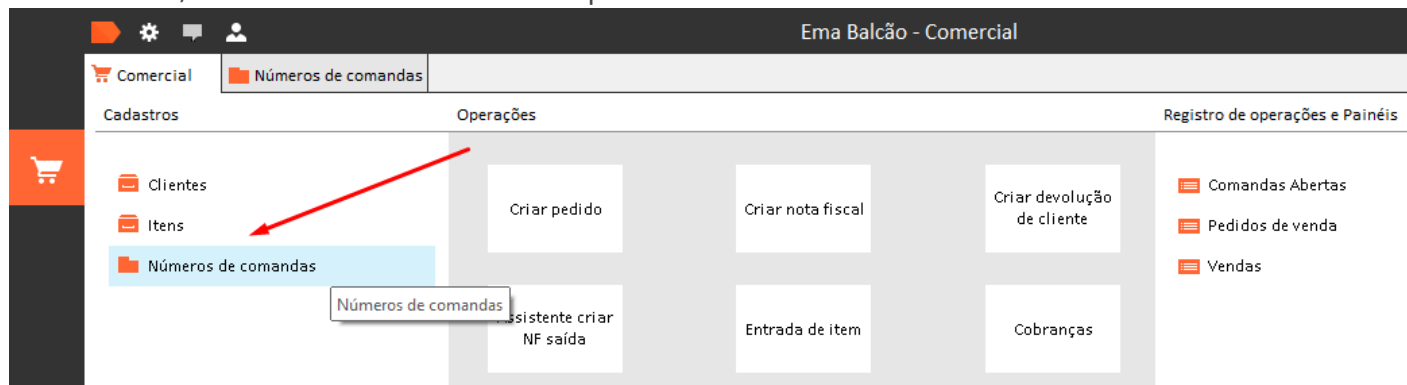 Ema Balcão - Comercial
Comercial
Números de comandas
Cadastros
Operações
Registro de operações e Painéis
Clientes
Itens
Números de comandas
Números de comandas
Criar pedido
Criar nota fiscal
Criar devolução
de cliente
Assistente criar
NF saída
Entrada de item
Cobranças
Comandas Abertas
Pedidos de venda
Vendas